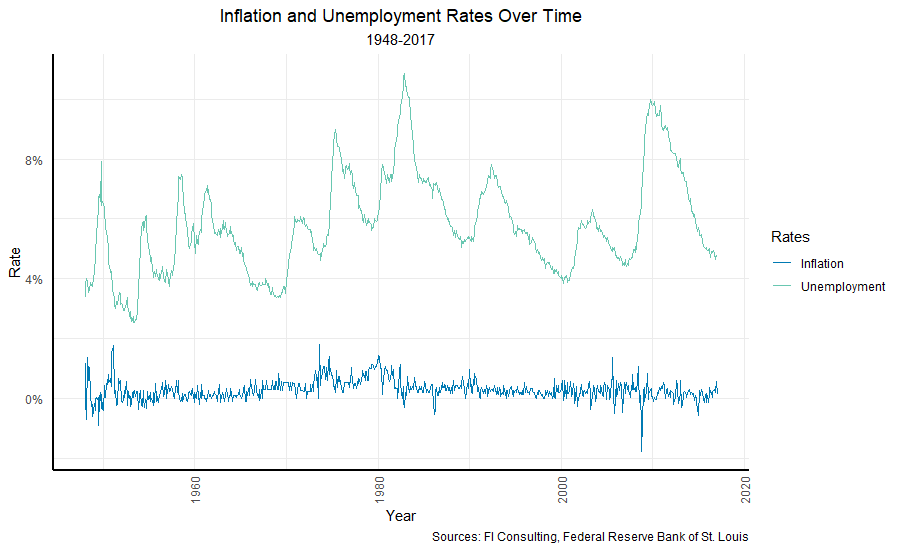 Inflation and Unemployment Rates Over Time
1948-2017
Rate
8%
4%
0%
1960
1980
2000
2020
Year
Rates
Inflation
Unemployment
Sources: FI Consulting, Federal Reserve Bank of St. Louis